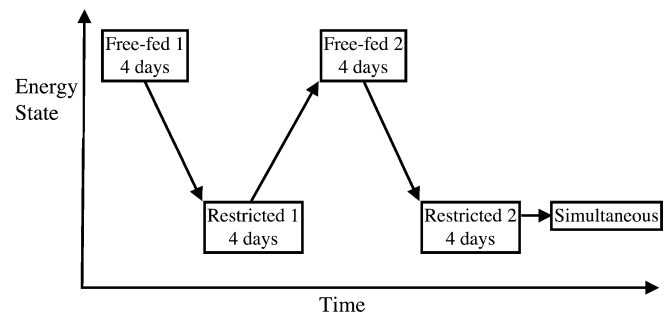 Free-fed 1
4 days
Free-fed 2
4 days
Energy
State
Restricted 1
4 days
Restricted 2
4 days
Simultaneous
Time